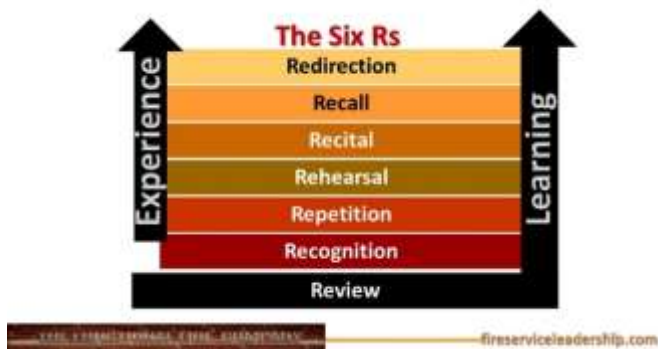 The Six Rs
Experience
Learning
Redirection
Recall
Recital
Rehearsal
Repetition
Recognition
Review
fireserviceleadership.com